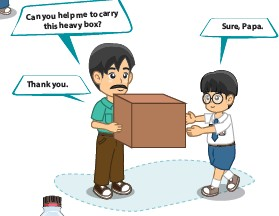 Can you help me to carry
this heavy box?
Sure, Papa.
Thank you.